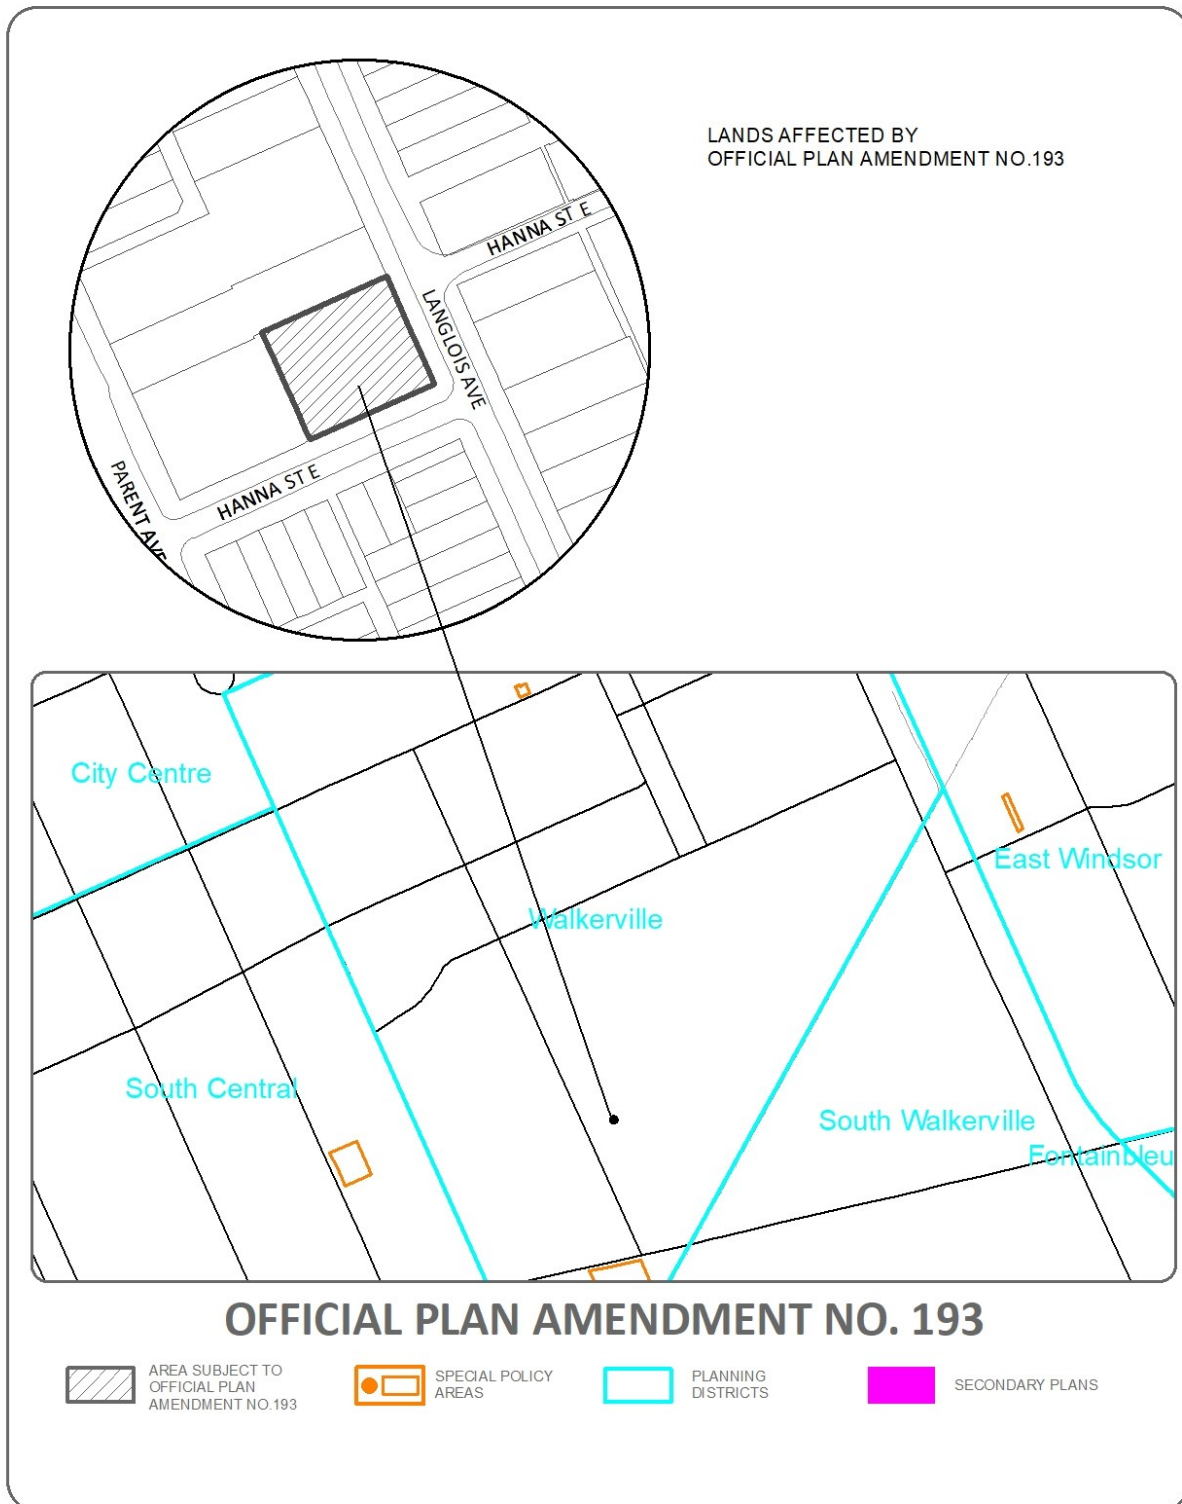 LANDS AFFECTED BY
OFFICIAL PLAN AMENDMENT NO.193
HANNA ST E
LANGLOIS AVE
HANNA ST E
PARENT AVE
City Centre
East Windsor
Walkerville
South Central
South Walkerville
Fontainbleu
OFFICIAL PLAN AMENDMENT NO. 193
AREA SUBJECT TO
OFFICIAL PLAN
AMENDMENT NO.193
SPECIAL POLICY
AREAS
PLANNING
DISTRICTS
SECONDARY PLANS